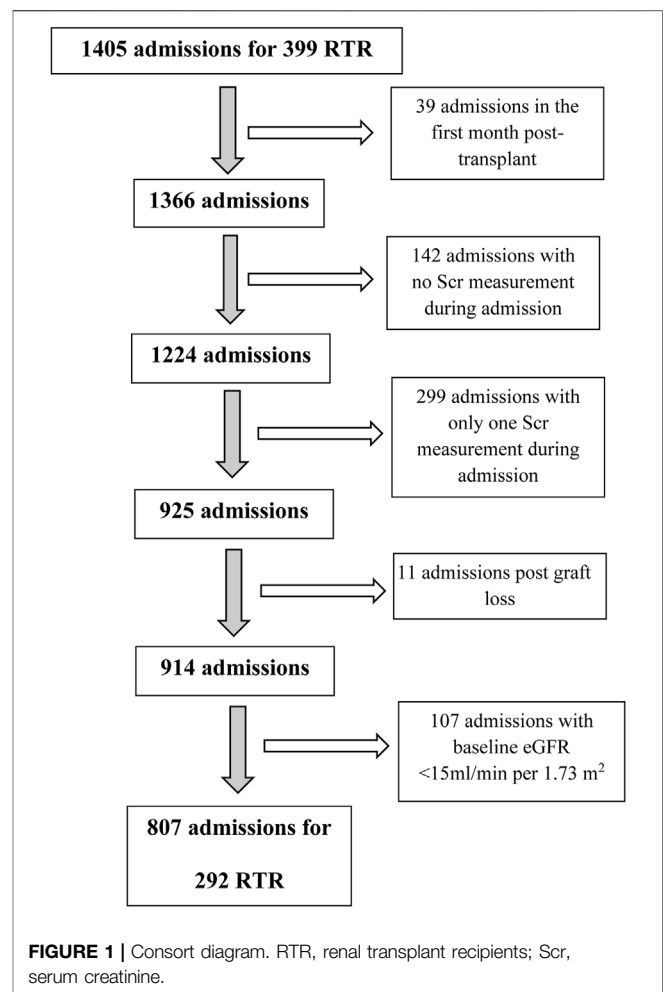 1405 admissions for 399 RTR
39 admissions in the
first month post-
transplant
1366 admissions
142 admissions with
no Scr measurement
during admission
1224 admissions
299 admissions with
only one Scr
measurement during
admission
925 admissions
11 admissions post graft
loss
914 admissions
107 admissions with
baseline eGFR
<15ml/min per 1.73 m²
807 admissions for
292 RTR
FIGURE 1 | Consort diagram. RTR, renal transplant recipients; Scr,
serum creatinine.